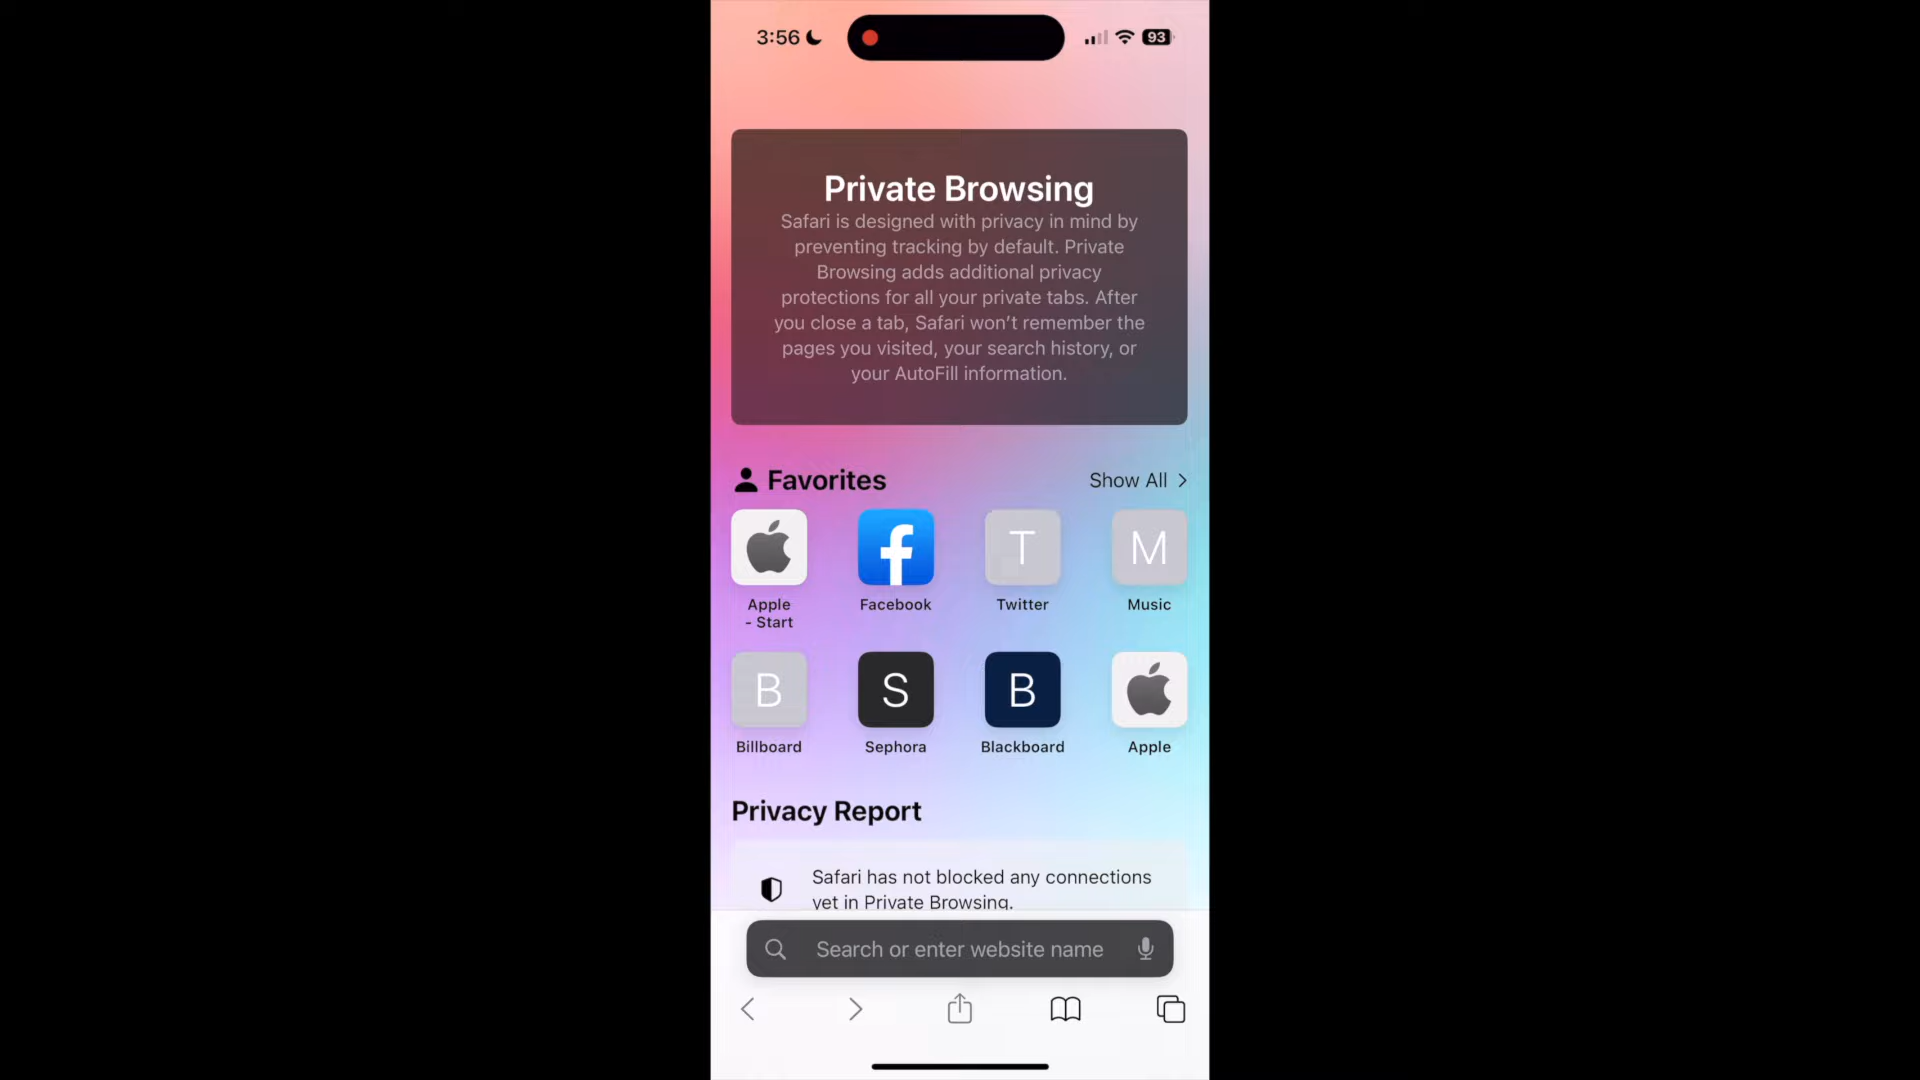 3:56
93
Private Browsing
Safari is designed with privacy in mind by
preventing tracking by default. Private
Browsing adds additional privacy
protections for all your private tabs. After
you close a tab, Safari won't remember the
pages you visited, your search history, or
your AutoFill information.
Favorites
Show All
T
M
Apple
- Start
Facebook
Twitter
Music
B
S
B
Billboard
Sephora
Blackboard
Apple
Privacy Report
Safari has not blocked any connections
yet in Private Browsing.
Search or enter website name